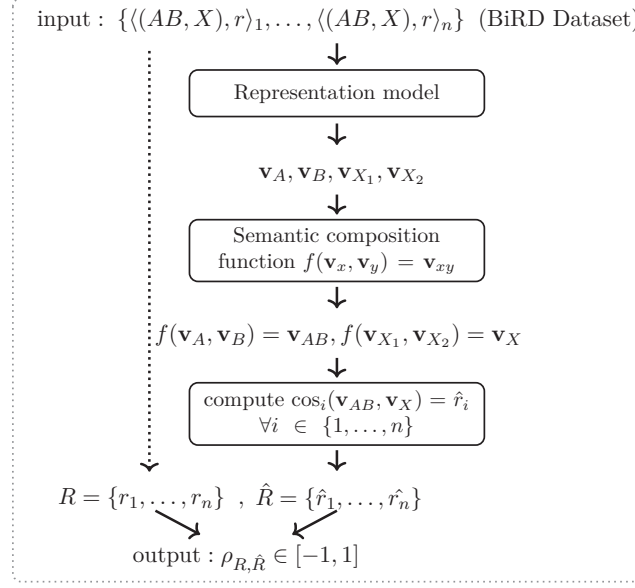 input : {⟨(AB, X), r⟩₁, . . . , ⟨(AB, X), r⟩ₙ} (BiRD Dataset)
Representation model
v_A, v_B, v_{X₁}, v_{X₂}
Semantic composition
function f(v_x, v_y) = v_{xy}
f(v_A, v_B) = v_{AB}, f(v_{X₁}, v_{X₂}) = v_X
compute cos_i(v_{AB}, v_X) = r̂_i
∀i ∈ {1, . . . , n}
R = {r₁, . . . , rₙ} , R̂ = {r̂₁, . . . , r̂ₙ}
output : ρ_{R,R̂} ∈ [-1, 1]